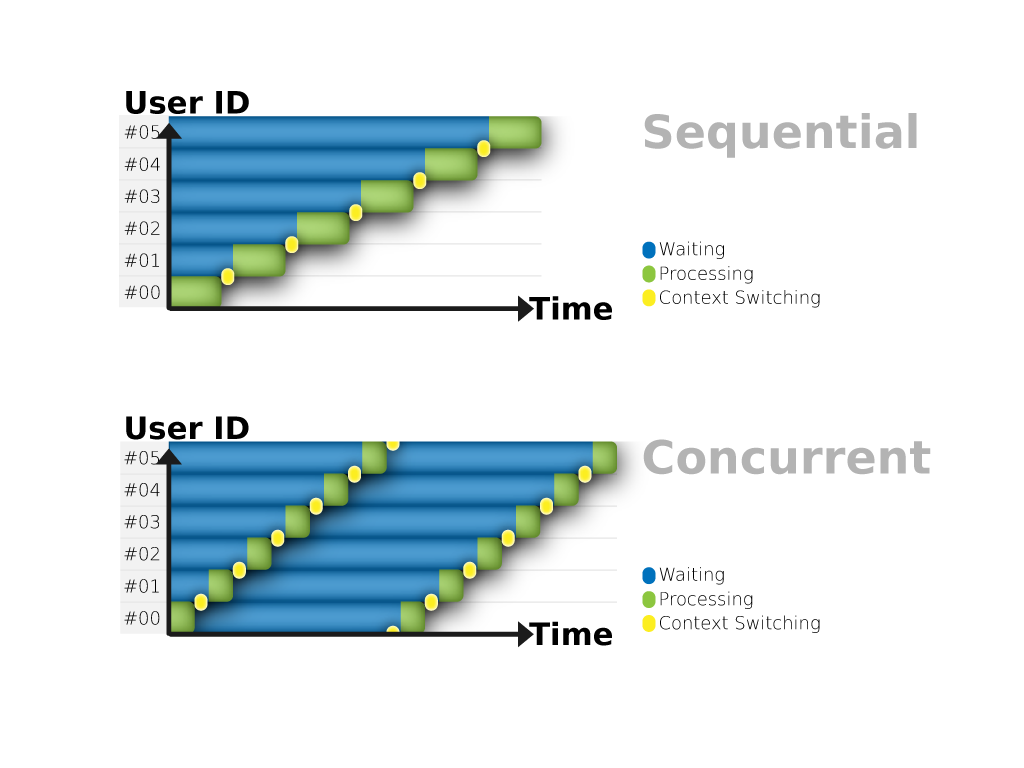 User ID
Sequential
#05
#04
#03
#02
#01
#00
Waiting
Processing
Context Switching
Time
User ID
Concurrent
#05
#04
#03
#02
#01
#00
Waiting
Processing
Context Switching
Time